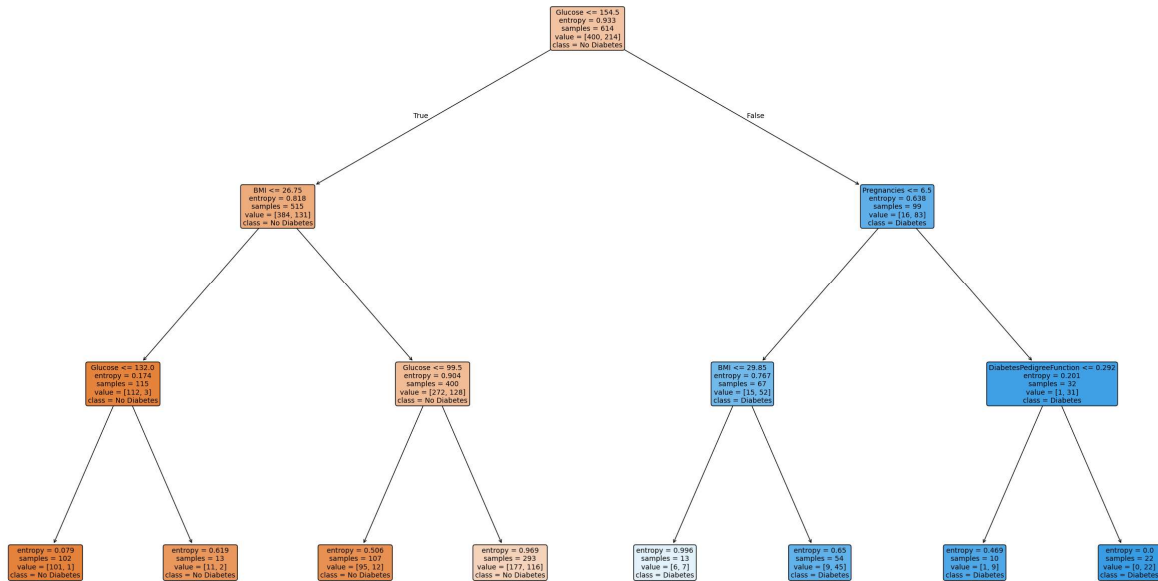 Glucose <= 154.5
entropy = 0.933
samples = 614
value = [400, 214]
class = No Diabetes
True
False
BMI <= 26.75
entropy = 0.818
samples = 515
value = [384, 131]
class = No Diabetes
Pregnancies <= 6.5
entropy = 0.638
samples = 99
value = [16, 83]
class = Diabetes
Glucose <= 132.0
entropy = 0.174
samples = 115
value = [112, 3]
class = No Diabetes
Glucose <= 99.5
entropy = 0.904
samples = 400
value = [272, 128]
class = No Diabetes
BMI <= 29.85
entropy = 0.767
samples = 67
value = [15, 52]
class = Diabetes
DiabetesPedigreeFunction <= 0.292
entropy = 0.201
samples = 32
value = [1, 31]
class = Diabetes
entropy = 0.079
samples = 102
value = [101, 1]
class = No Diabetes
entropy = 0.619
samples = 13
value = [11, 2]
class = No Diabetes
entropy = 0.506
samples = 107
value = [95, 12]
class = No Diabetes
entropy = 0.969
samples = 293
value = [177, 116]
class = No Diabetes
entropy = 0.996
samples = 13
value = [6, 7]
class = Diabetes
entropy = 0.65
samples = 54
value = [9, 45]
class = Diabetes
entropy = 0.469
samples = 10
value = [1, 9]
class = Diabetes
entropy = 0.0
samples = 22
value = [0, 22]
class = Diabetes